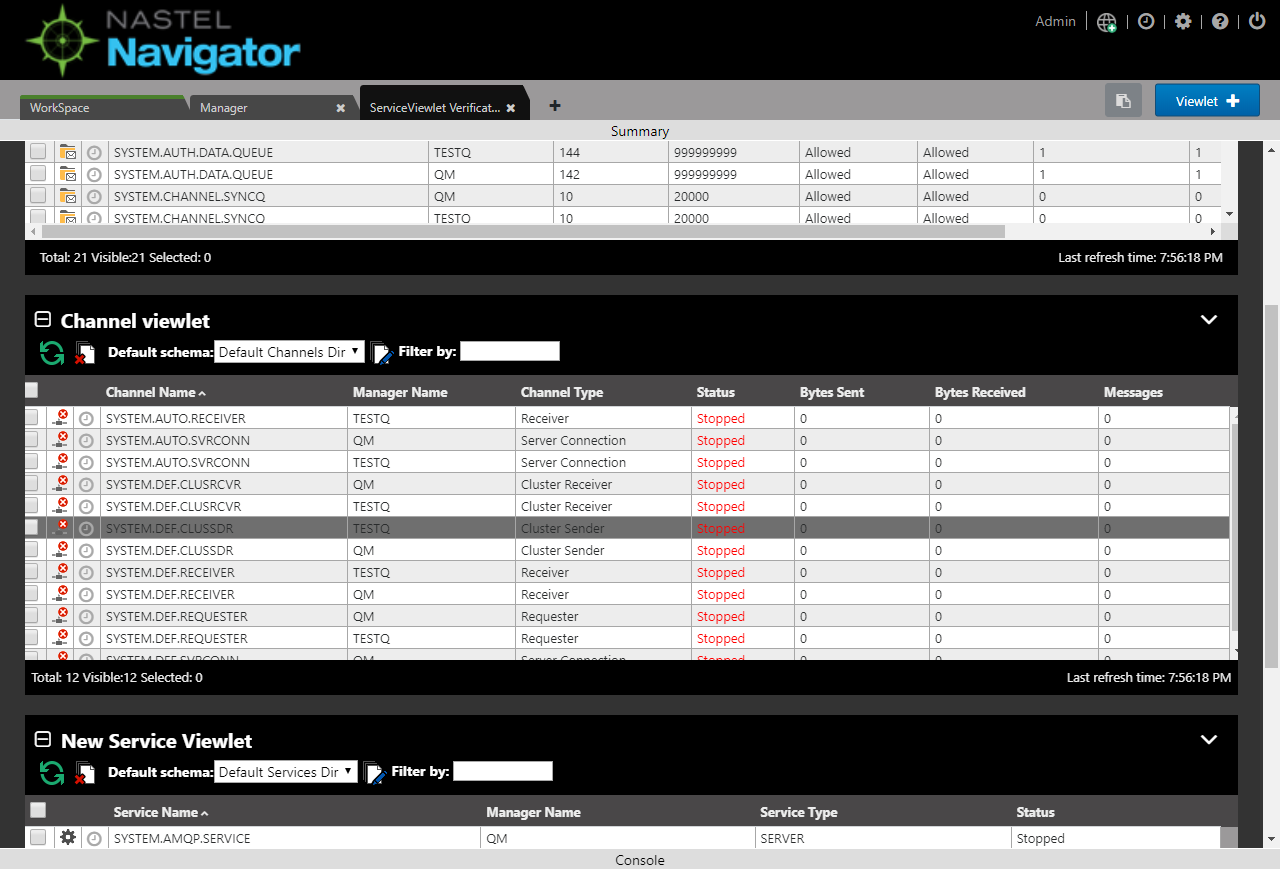 NASTEL
Navigator
Admin
WorkSpace Manager ServiceViewlet Verificat... Viewlet
Summary
SYSTEM.AUTH.DATA.QUEUE TESTQ 144 999999999 Allowed Allowed 1 1
SYSTEM.AUTH.DATA.QUEUE QM 142 999999999 Allowed Allowed 1 1
SYSTEM.CHANNEL.SYNCQ QM 10 20000 Allowed Allowed 0 0
SYSTEM.CHANNEL.SYNCQ TESTQ 10 20000 Allowed Allowed 0 0
Total: 21 Visible:21 Selected: 0 Last refresh time: 7:56:18 PM
Channel viewlet
Default schema: Default Channels Dir Filter by:
Channel Name Manager Name Channel Type Status Bytes Sent Bytes Received Messages
SYSTEM.AUTO.RECEIVER TESTQ Receiver Stopped 0 0 0
SYSTEM.AUTO.SVRCONN QM Server Connection Stopped 0 0 0
SYSTEM.AUTO.SVRCONN TESTQ Server Connection Stopped 0 0 0
SYSTEM.DEF.CLUSRCVR QM Cluster Receiver Stopped 0 0 0
SYSTEM.DEF.CLUSRCVR TESTQ Cluster Receiver Stopped 0 0 0
SYSTEM.DEF.CLUSSDR TESTQ Cluster Sender Stopped 0 0 0
SYSTEM.DEF.CLUSSDR QM Cluster Sender Stopped 0 0 0
SYSTEM.DEF.RECEIVER TESTQ Receiver Stopped 0 0 0
SYSTEM.DEF.RECEIVER QM Receiver Stopped 0 0 0
SYSTEM.DEF.REQUESTER QM Requester Stopped 0 0 0
SYSTEM.DEF.REQUESTER TESTQ Requester Stopped 0 0 0
SYSTEM.DEF.SVRCONN QM Server Connection Stopped 0 0 0
Total: 12 Visible:12 Selected: 0 Last refresh time: 7:56:18 PM
New Service Viewlet
Default schema: Default Services Dir Filter by:
Service Name Manager Name Service Type Status
SYSTEM.AMQP.SERVICE QM SERVER Stopped
Console